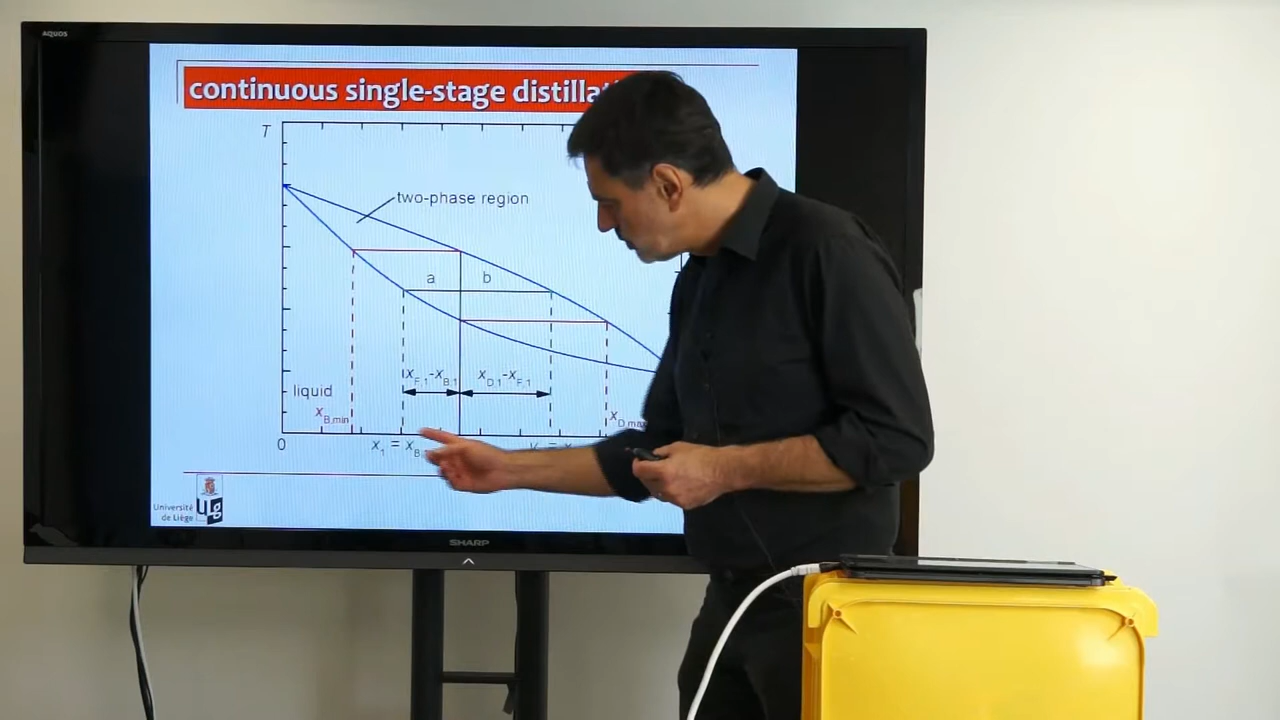 AQUOS
continuous single-stage
T
two-phase region
a b
x_F,1-x_B,1 x_D,1-x_F,1
liquid
x_B,min
0
x_1 =
Université
de Liège
SHARP